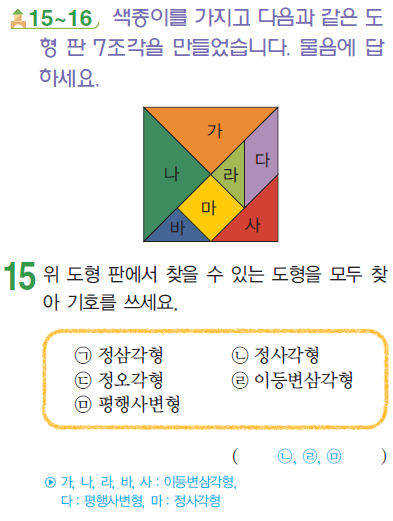 15~16 색종이를 가지고 다음과 같은 도
형 판 7조각을 만들었습니다. 물음에 답
하세요.
가
나
라
다
마
바
사
15 위 도형 판에서 찾을 수 있는 도형을 모두 찾
아 기호를 쓰세요.
㉠ 정삼각형 ㉡ 정사각형
㉢ 정오각형 ㉣ 이등변삼각형
㉤ 평행사변형
( ㉡, ㉣, ㉤ )
가, 나, 라, 바, 사 : 이등변삼각형,
다 : 평행사변형, 마 : 정사각형